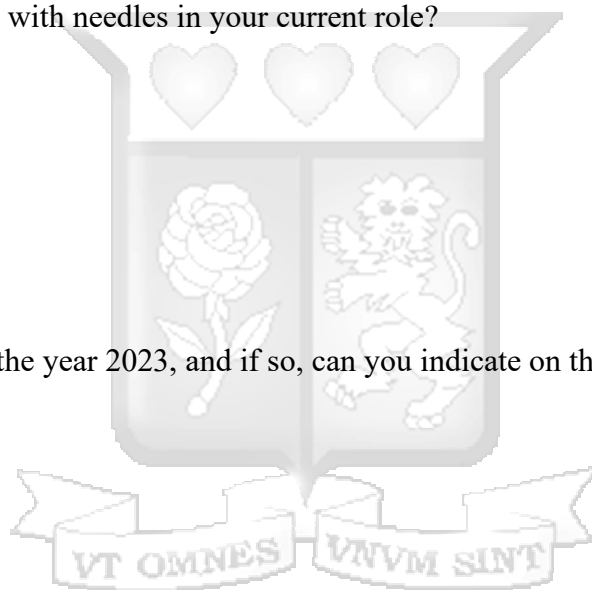 with needles in your current role?
the year 2023, and if so, can you indicate on th
VT OMNES VNVM SINT